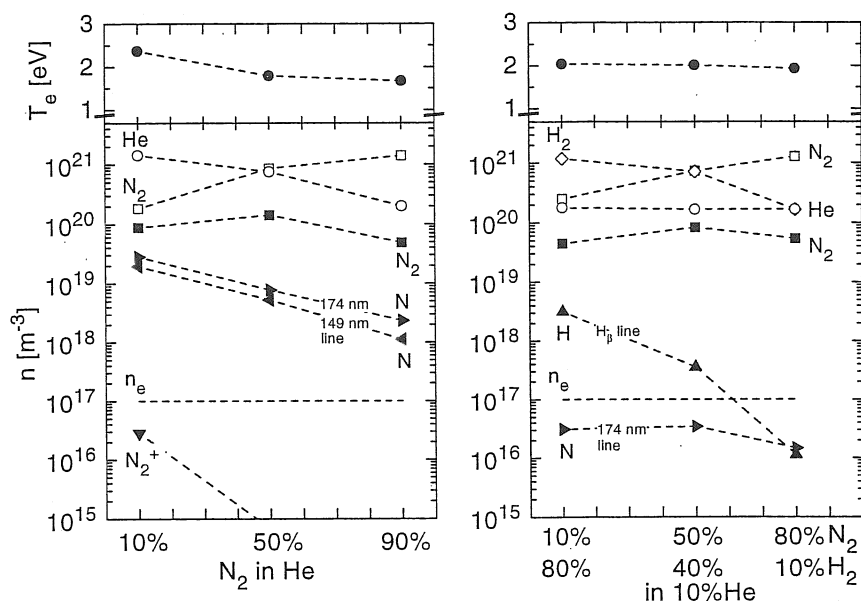 3
2
1
T_e [eV]
He
N_2
N_2
N
174 nm
149 nm
line
N
n_e
N_2^+
10^21
10^20
10^19
10^18
10^17
10^16
10^15
n [m^-3]
10% 50% 90%
N_2 in He
3
2
1
H_2
N_2
He
N_2
H
H_β line
n_e
N
174 nm
line
10^21
10^20
10^19
10^18
10^17
10^16
10^15
10% 50% 80% N_2
80% 40% 10% H_2
in 10%He